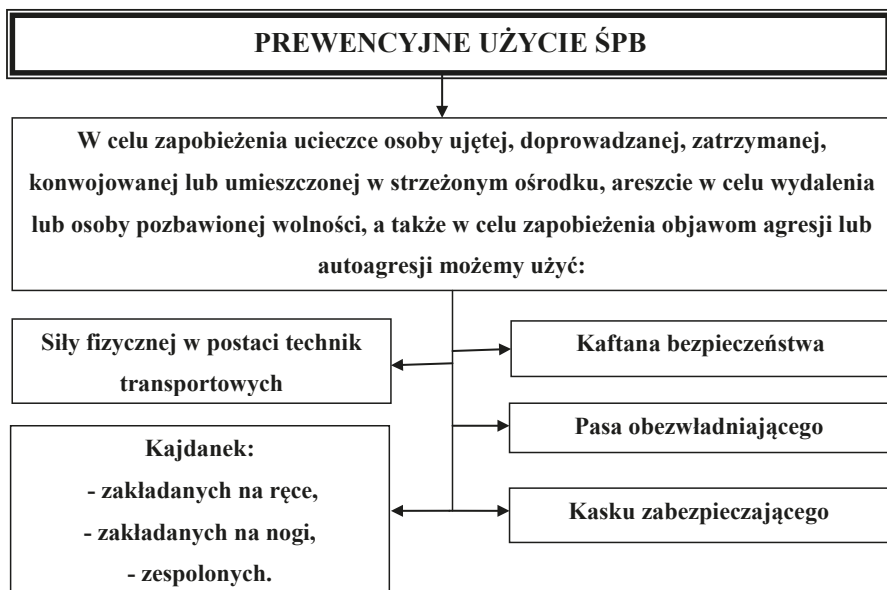 PREWENCYJNE UŻYCIE ŚPB
W celu zapobieżenia ucieczce osoby ujętej, doprowadzanej, zatrzymanej,
konwojowanej lub umieszczonej w strzeżonym ośrodku, areszcie w celu wydalenia
lub osoby pozbawionej wolności, a także w celu zapobieżenia objawom agresji lub
autoagresji możemy użyć:
Siły fizycznej w postaci technik
transportowych
Kaftana bezpieczeństwa
Pasa obezwładniającego
Kajdanek:
- zakładanych na ręce,
- zakładanych na nogi,
- zespolonych.
Kasku zabezpieczającego